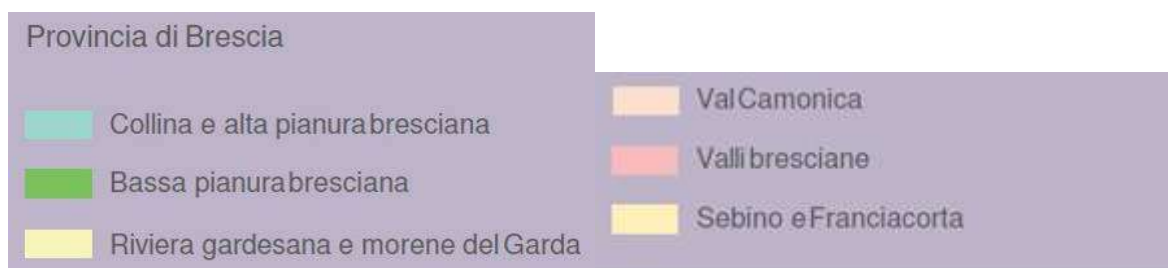 Provincia di Brescia
Collina e alta pianura bresciana
Bassa pianura bresciana
Riviera gardesana e morene del Garda
Val Camonica
Valli bresciane
Sebino e Franciacorta